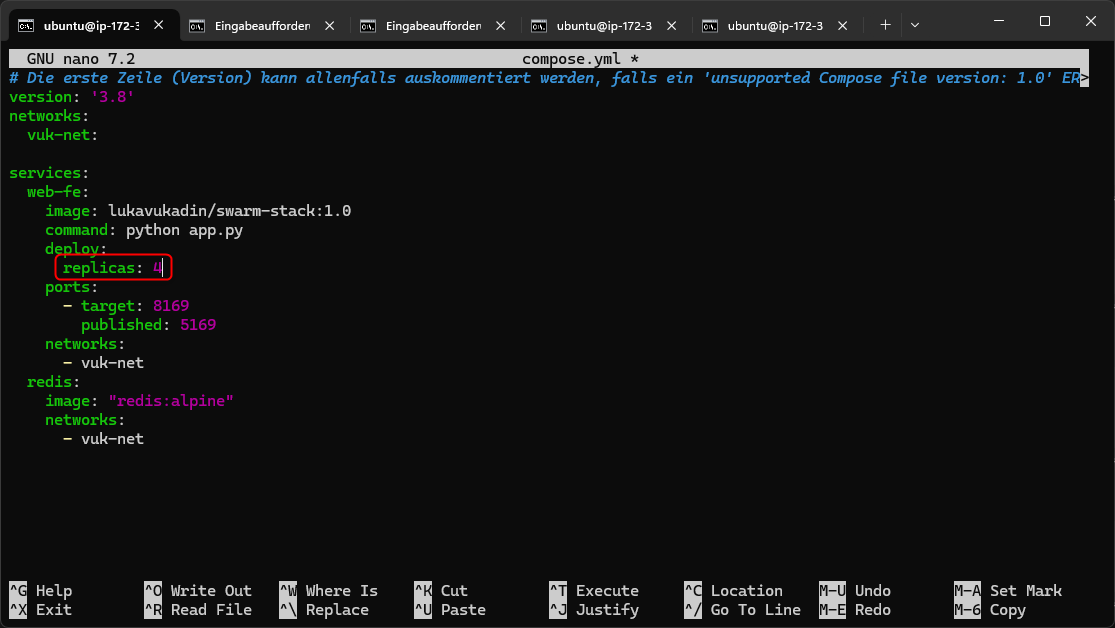 ubuntu@ip-172-3 Eingabeaufforder Eingabeaufforder ubuntu@ip-172-3 ubuntu@ip-172-3
GNU nano 7.2 compose.yml *
# Die erste Zeile (Version) kann allenfalls auskommentiert werden, falls ein 'unsupported Compose file version: 1.0' ER>
version: '3.8'
networks:
  vuk-net:

services:
  web-fe:
    image: lukavukadin/swarm-stack:1.0
    command: python app.py
    deploy:
      replicas: 4
    ports:
      - target: 8169
        published: 5169
    networks:
      - vuk-net
  redis:
    image: "redis:alpine"
    networks:
      - vuk-net
^G Help ^O Write Out ^W Where Is ^K Cut ^T Execute ^C Location M-U Undo M-A Set Mark
^X Exit ^R Read File ^\ Replace ^U Paste ^J Justify ^/ Go To Line M-E Redo M-6 Copy